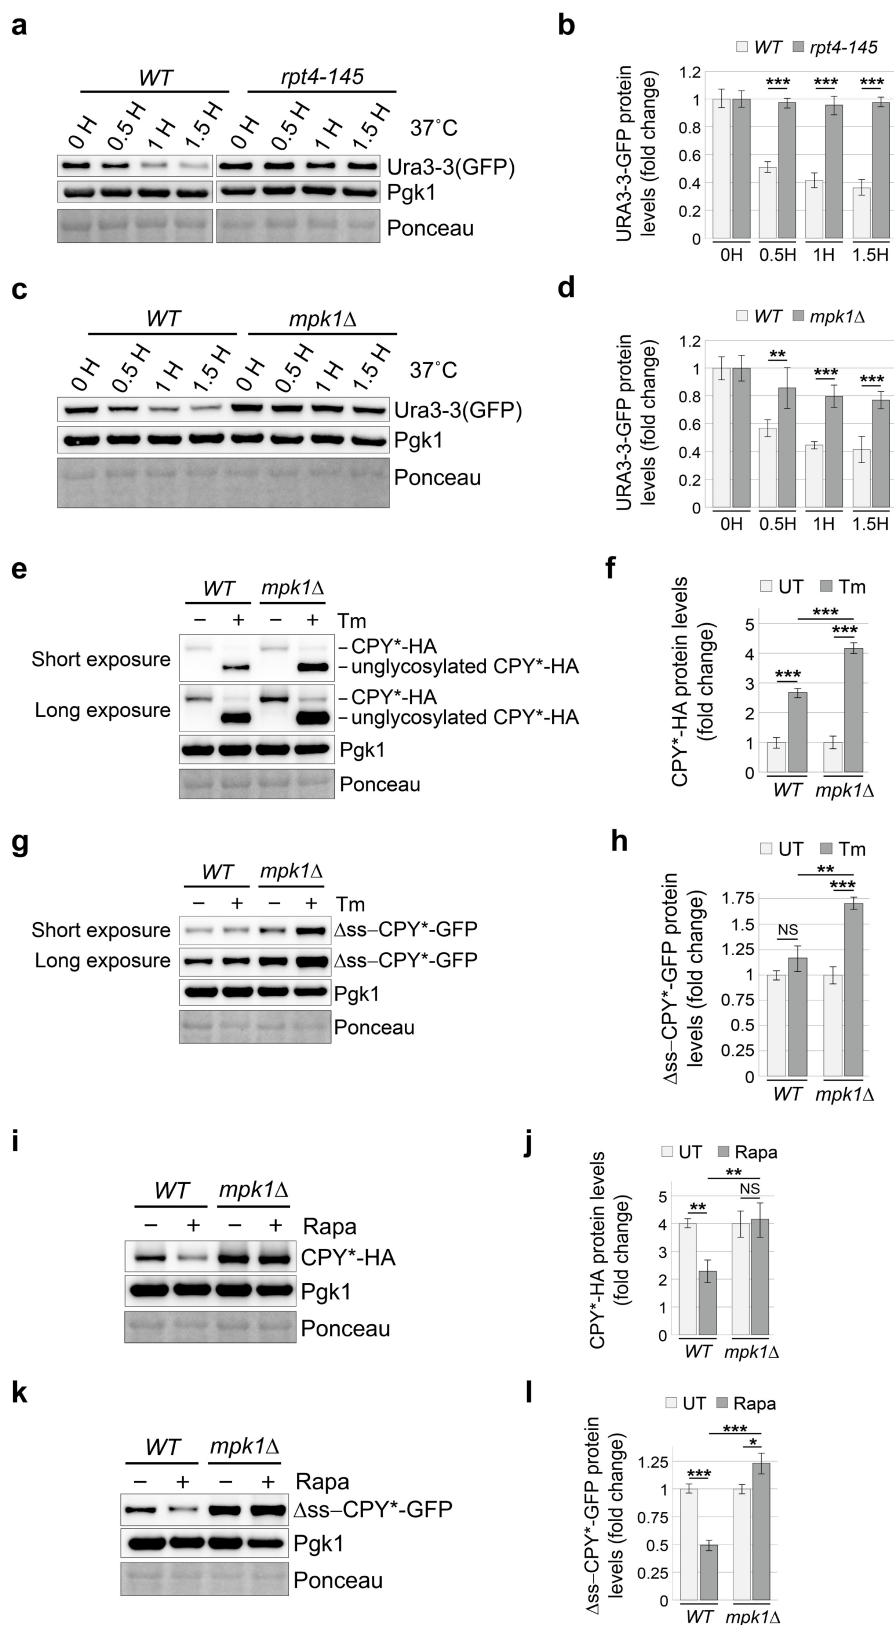 a
WT rpt4-145
0 H 0.5 H 1 H 1.5 H 0 H 0.5 H 1 H 1.5 H 37˚C
Ura3-3(GFP)
Pgk1
Ponceau
b
WT rpt4-145
URA3-3-GFP protein
levels (fold change)
1.2
1
0.8
0.6
0.4
0.2
0
*** *** ***
0H 0.5H 1H 1.5H
c
WT mpk1Δ
0 H 0.5 H 1 H 1.5 H 0 H 0.5 H 1 H 1.5 H 37˚C
Ura3-3(GFP)
Pgk1
Ponceau
d
WT mpk1Δ
URA3-3-GFP protein
levels (fold change)
1.2
1
0.8
0.6
0.4
0.2
0
** *** ***
0H 0.5H 1H 1.5H
e
WT mpk1Δ
– + – + Tm
Short exposure
– CPY*-HA
– unglycosylated CPY*-HA
Long exposure
– CPY*-HA
– unglycosylated CPY*-HA
Pgk1
Ponceau
f
UT Tm
CPY*-HA protein levels
(fold change)
5
4
3
2
1
0
***
***
***
WT mpk1Δ
g
WT mpk1Δ
– + – + Tm
Short exposure Δss–CPY*-GFP
Long exposure Δss–CPY*-GFP
Pgk1
Ponceau
h
UT Tm
Δss–CPY*-GFP protein
levels (fold change)
1.75
1.5
1.25
1
0.75
0.5
0.25
0
**
***
NS
WT mpk1Δ
i
WT mpk1Δ
– + – + Rapa
CPY*-HA
Pgk1
Ponceau
j
UT Rapa
CPY*-HA protein levels
(fold change)
5
4
3
2
1
0
**
NS
**
WT mpk1Δ
k
WT mpk1Δ
– + – + Rapa
Δss–CPY*-GFP
Pgk1
Ponceau
l
UT Rapa
Δss–CPY*-GFP protein
levels (fold change)
1.25
1
0.75
0.5
0.25
0
***
*
***
WT mpk1Δ